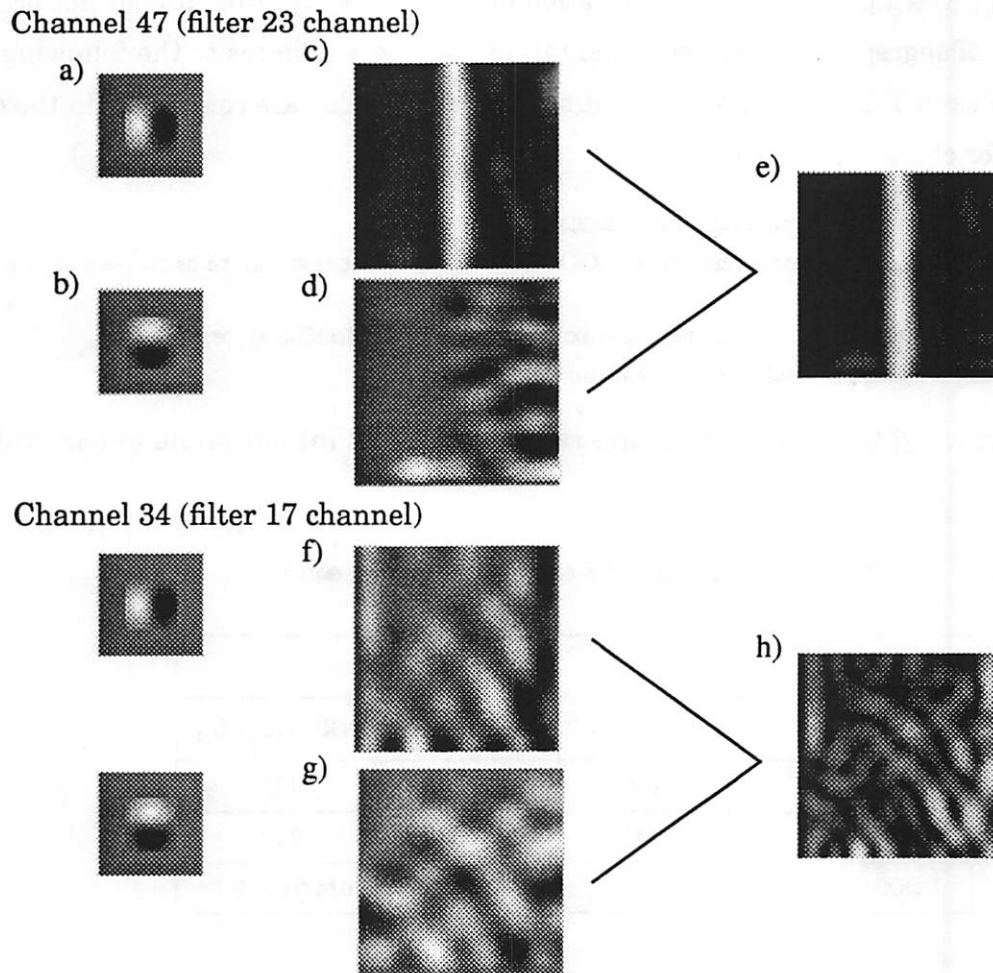 Channel 47 (filter 23 channel)
a)
c)
e)
b)
d)
Channel 34 (filter 17 channel)
f)
h)
g)